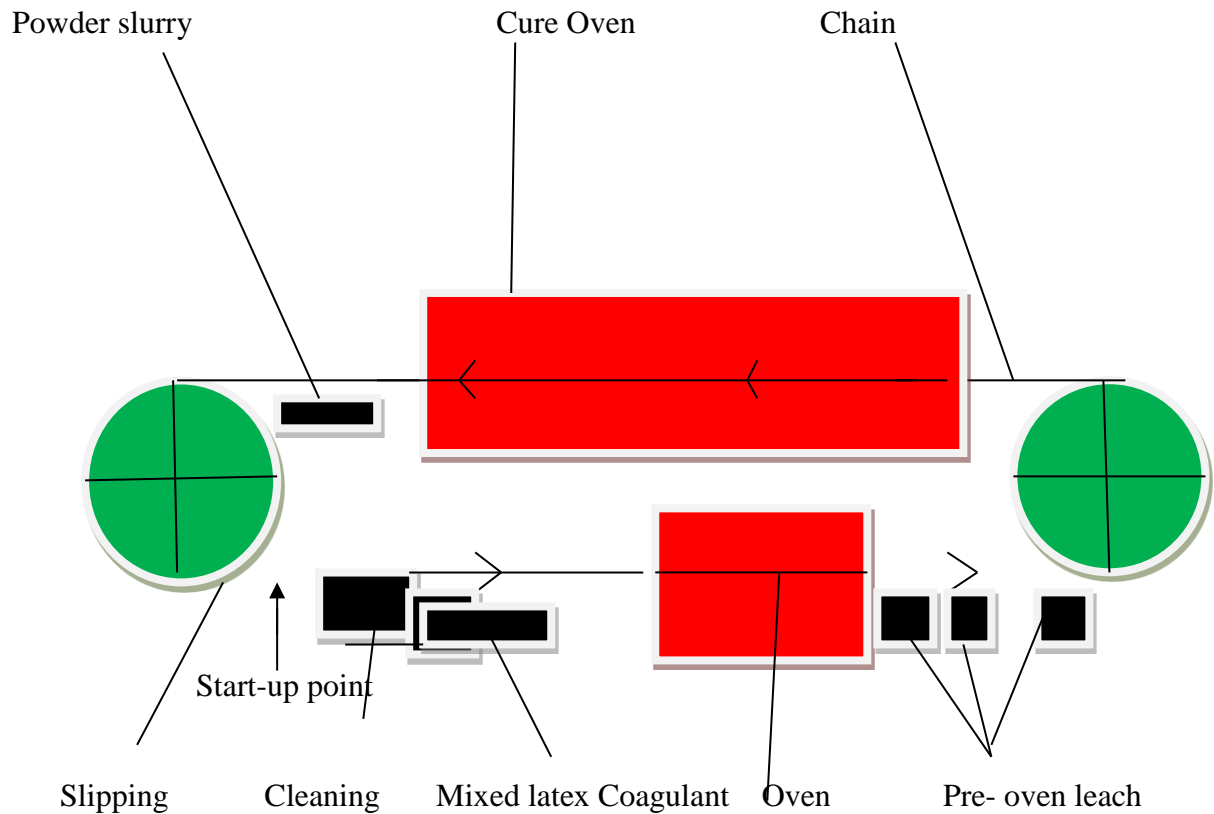 Powder slurry Cure Oven Chain
Start-up point
Slipping Cleaning Mixed latex Coagulant Oven Pre- oven leach